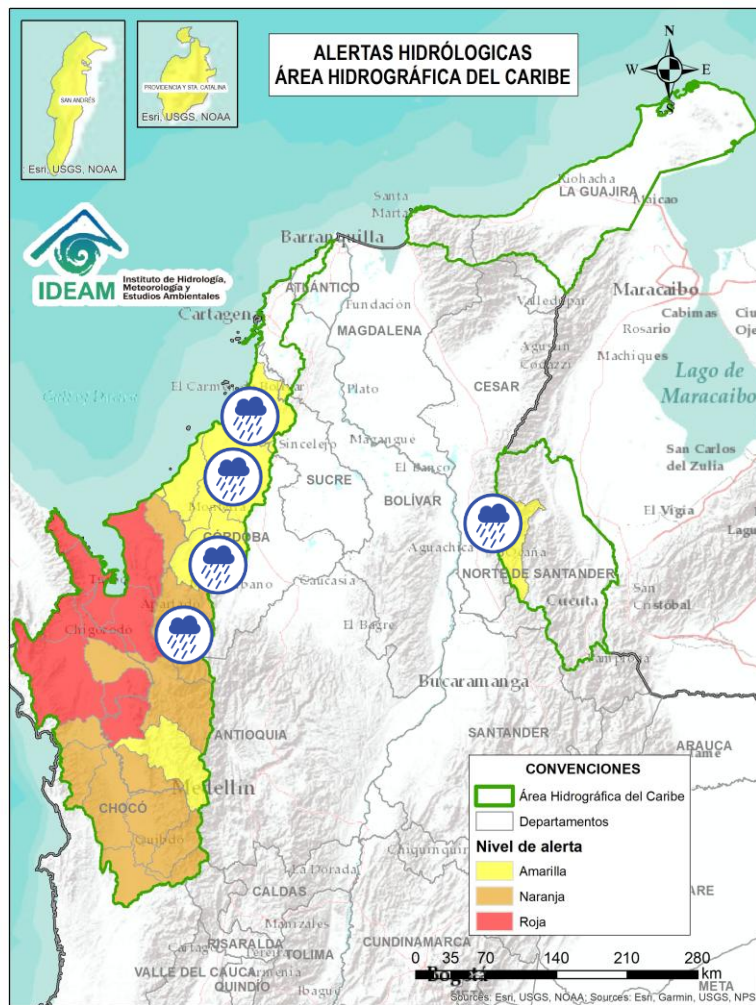 ALERTAS HIDRÓLOGICAS
ÁREA HIDROGRÁFICA DEL CARIBE
N
W
E
S
SAN ANDRÉS
Esri, USGS, NOAA
PROVIDENCIA Y STA. CATALINA
Esri, USGS, NOAA
IDEAM
Instituto de Hidrología,
Meteorología y
Estudios Ambientales
Riohacha
LA GUAJIRA
Maicao
Santa
Marta
Barranquilla
ATLÁNTICO
Fundación
Valledupar
Maracaibo
Cartagena
MAGDALENA
Cabimas
Rosario
Agustín
Codazzi
Machiques
CESAR
Lago de
Maracaibo
El Carmen
Bolívar
Plato
Sincelejo
Magangue
San Carlos
del Zulia
El Banco
SUCRE
BOLÍVAR
El Vigía
CÓRDOBA
Aguachica
Caucasia
NORTE DE SANTANDER
San
Cristóbal
Cúcuta
Apartadó
Chigorodó
El Bagre
Pamplona
Bucaramanga
ANTIOQUIA
SANTANDER
ARAUCA
Medellín
CHOCÓ
Quibdó
La Dorada
CALDAS
Manizales
RISARALDA
TOLIMA
CUNDINAMARCA
VALLE DEL CAUCA
Armenia
QUINDÍO
Ibagué
Bogotá
META
CONVENCIONES
Área Hidrográfica del Caribe
Departamentos
Nivel de alerta
Amarilla
Naranja
Roja
0 35 70 140 210 280
km
Sources: Esri, USGS, NOAA; Sources: Esri, Garmin, USGS, N